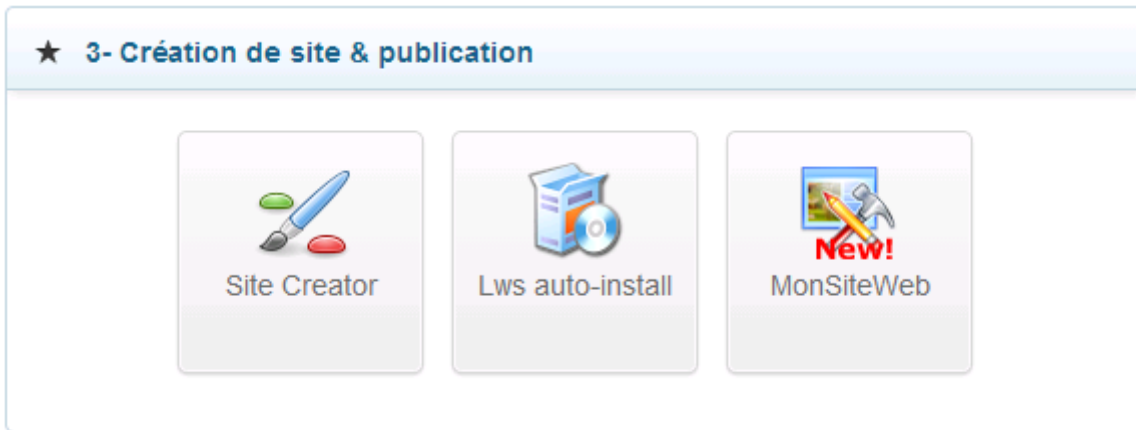 3- Création de site & publication
Site Creator
Lws auto-install
New!
MonSiteWeb